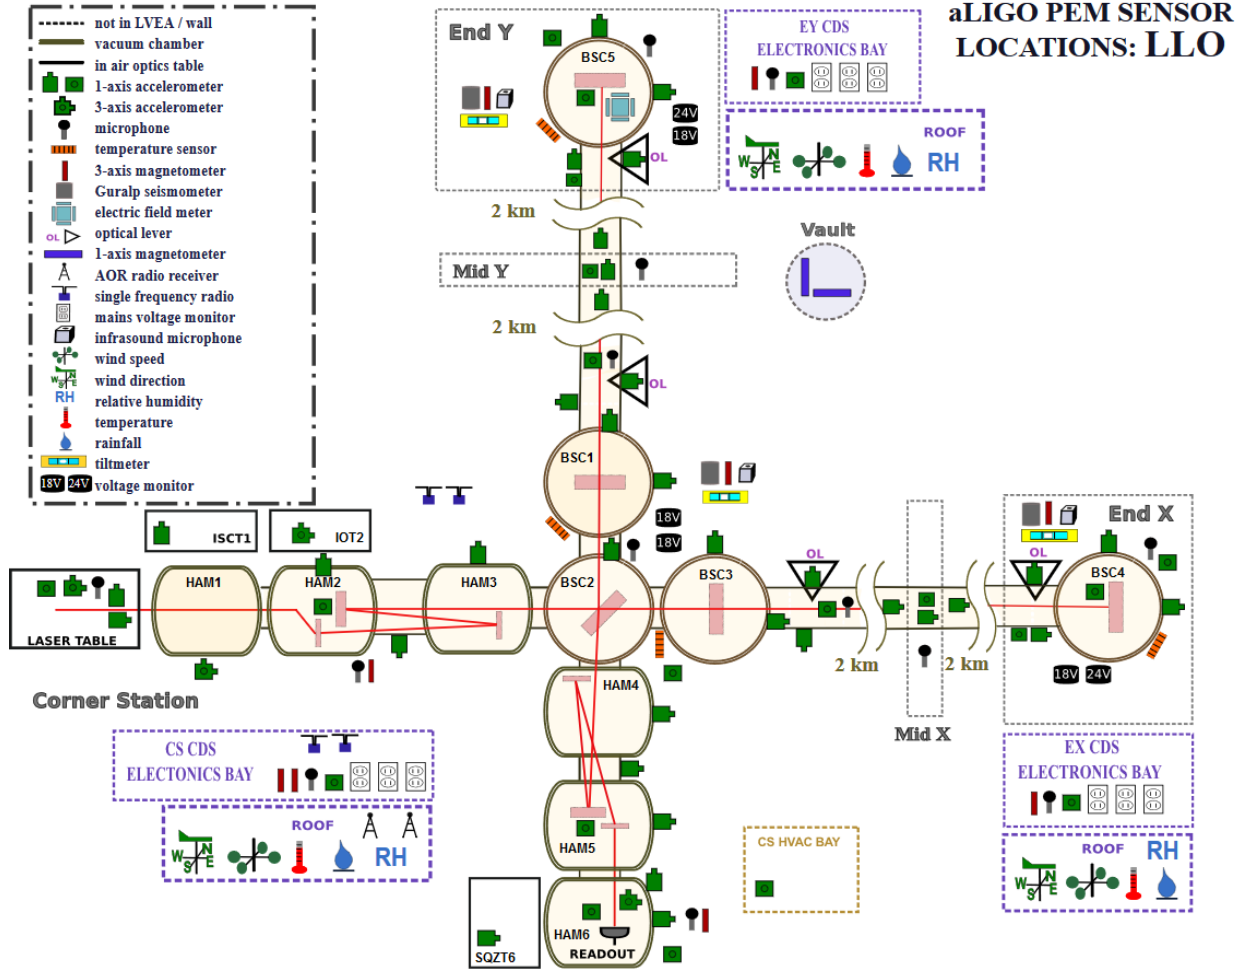 aLIGO PEM SENSOR
LOCATIONS: LLO
not in LVEA / wall
vacuum chamber
in air optics table
1-axis accelerometer
3-axis accelerometer
microphone
temperature sensor
3-axis magnetometer
Guralp seismometer
electric field meter
OL optical lever
1-axis magnetometer
AOR radio receiver
single frequency radio
mains voltage monitor
infrasound microphone
wind speed
W N S E wind direction
RH relative humidity
temperature
rainfall
tiltmeter
18V 24V voltage monitor
End Y
BSC5
24V
18V
OL
EY CDS
ELECTRONICS BAY
ROOF
W N S E
RH
2 km
Mid Y
2 km
Vault
OL
BSC1
18V
18V
ISCT1
IOT2
HAM1
HAM2
HAM3
BSC2
BSC3
LASER TABLE
OL
2 km
Mid X
2 km
End X
OL
BSC4
18V 24V
Corner Station
HAM4
HAM5
HAM6
READOUT
SQZT6
CS CDS
ELECTONICS BAY
ROOF
W N S E
RH
CS HVAC BAY
EX CDS
ELECTRONICS BAY
ROOF
W N S E
RH